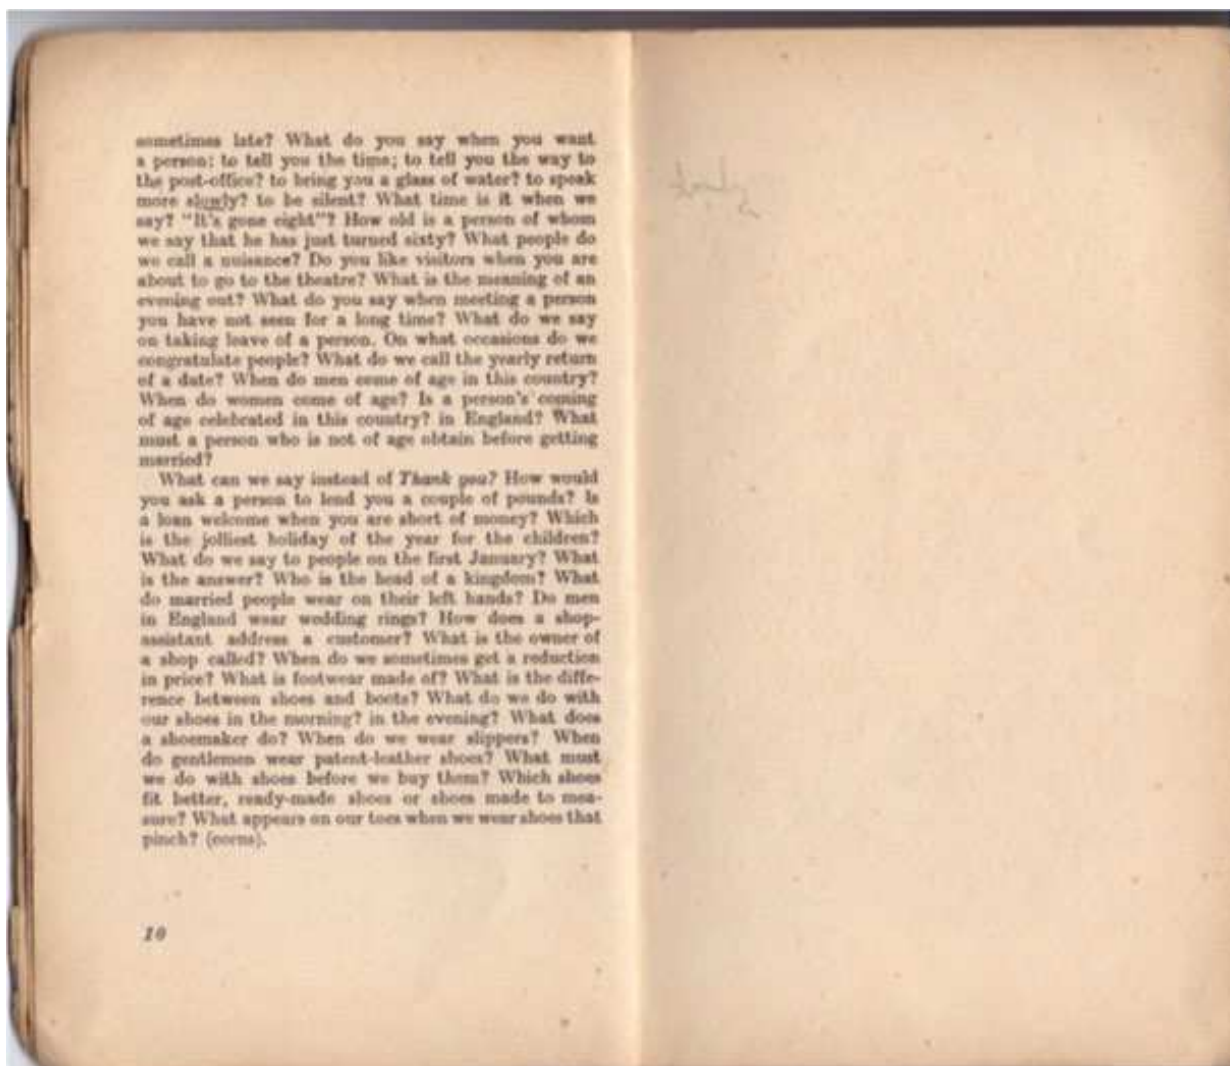 sometimes late? What do you say when you want
a person: to tell you the time; to tell you the way to
the post-office? to bring you a glass of water? to speak
more slowly? to be silent? What time is it when we
say? "It's gone eight"? How old is a person of whom
we say that he has just turned sixty? What people do
we call a nuisance? Do you like visitors when you are
about to go to the theatre? What is the meaning of an
evening out? What do you say when meeting a person
you have not seen for a long time? What do we say
on taking leave of a person. On what occasions do we
congratulate people? What do we call the yearly return
of a date? When do men come of age in this country?
When do women come of age? Is a person's coming
of age celebrated in this country? in England? What
must a person who is not of age obtain before getting
married?
What can we say instead of Thank you? How would
you ask a person to lend you a couple of pounds? Is
a loan welcome when you are short of money? Which
is the jolliest holiday of the year for the children?
What do we say to people on the first January? What
is the answer? Who is the head of a kingdom? What
do married people wear on their left hands? Do men
in England wear wedding rings? How does a shop-
assistant address a customer? What is the owner of
a shop called? When do we sometimes get a reduction
in price? What is footwear made of? What is the diffe-
rence between shoes and boots? What do we do with
our shoes in the morning? in the evening? What does
a shoemaker do? When do we wear slippers? When
do gentlemen wear patent-leather shoes? What must
we do with shoes before we buy them? Which shoes
fit better, ready-made shoes or shoes made to mea-
sure? What appears on our toes when we wear shoes that
pinch? (corns).
10